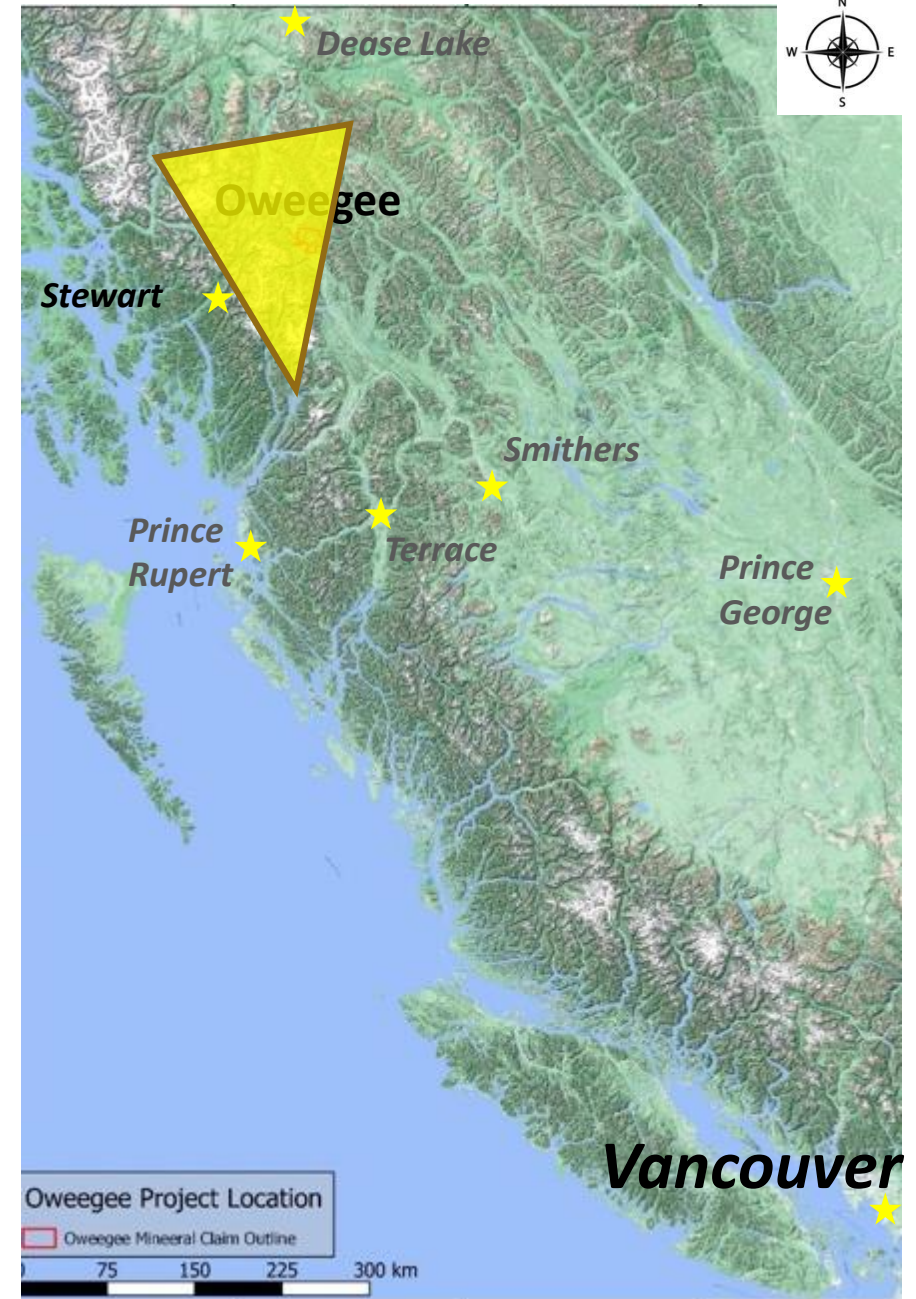 N
W E
S
Dease Lake
Oweegee
Stewart
Smithers
Prince
Rupert
Terrace
Prince
George
Vancouver
Oweegee Project Location
Oweegee Mineeral Claim Outline
75 150 225 300 km